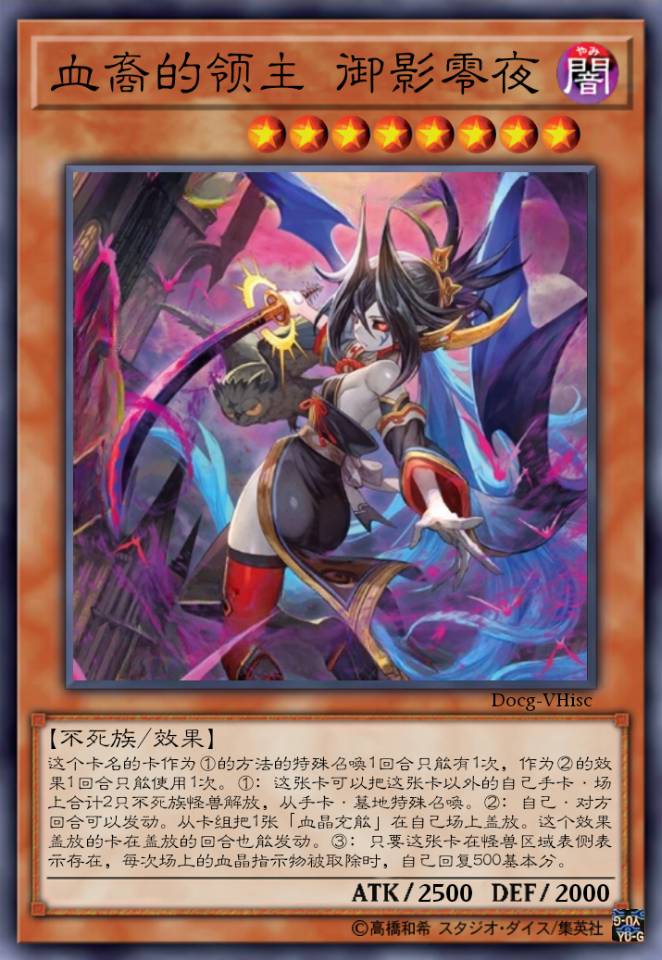 血裔的领主 御影零夜
やみ
闇
Docg-VHisc
【不死族/效果】
这个卡名的卡作为①的方法的特殊召唤1回合只能有1次，作为②的效
果1回合只能使用1次。①：这张卡可以把这张卡以外的自己手卡·场
上合计2只不死族怪兽解放，从手卡·墓地特殊召唤。②：自己·对方
回合可以发动。从卡组把1张「血晶充能」在自己场上盖放。这个效果
盖放的卡在盖放的回合也能发动。③：只要这张卡在怪兽区域表侧表
示存在，每次场上的血晶指示物被取除时，自己回复500基本分。
ATK/2500 DEF/2000
©高橋和希 スタジオ・ダイス/集英社